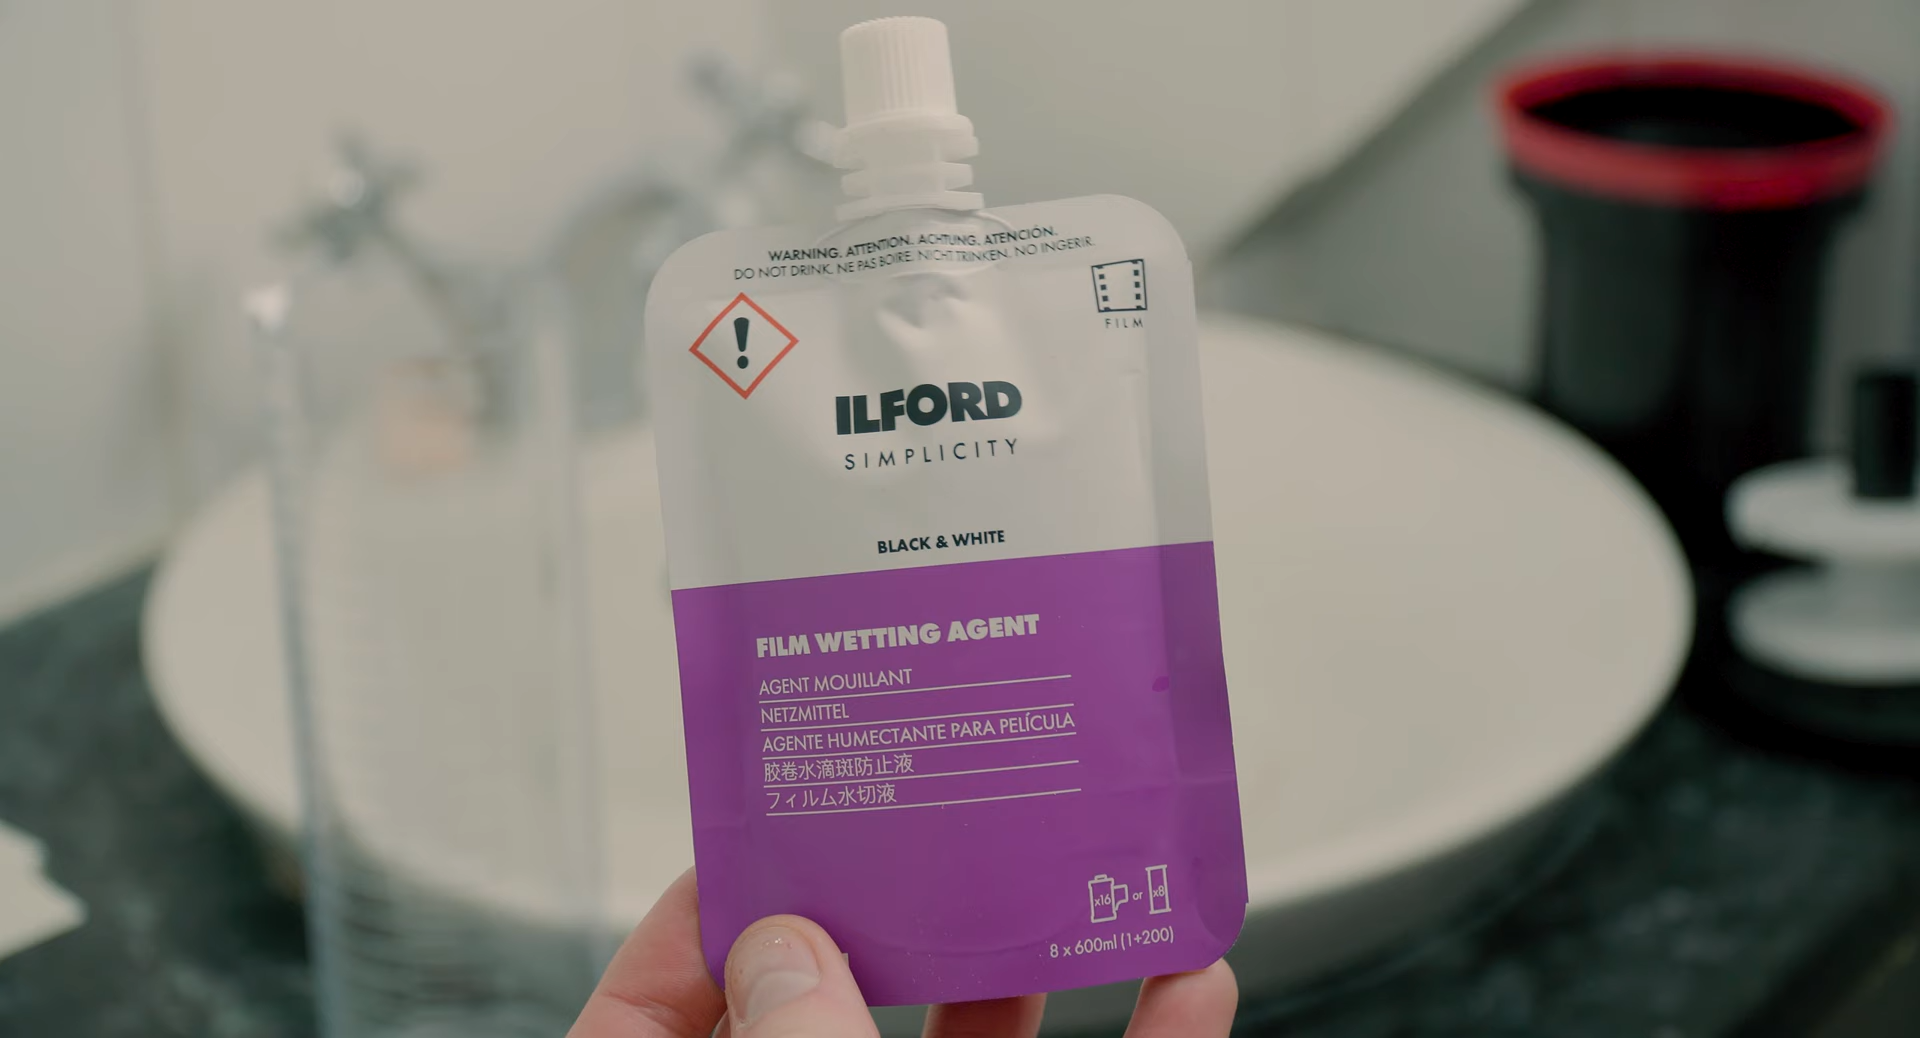 WARNING. ATTENTION. ACHTUNG. ATENCIÓN.
DO NOT DRINK. NE PAS BOIRE. NICHT TRINKEN. NO INGERIR.
FILM
ILFORD
SIMPLICITY
BLACK & WHITE
FILM WETTING AGENT
AGENT MOUILLANT
NETZMITTEL
AGENTE HUMECTANTE PARA PELÍCULA
胶卷水滴斑防止液
フィルム水切液
x16 or x8
8 x 600ml (1+200)